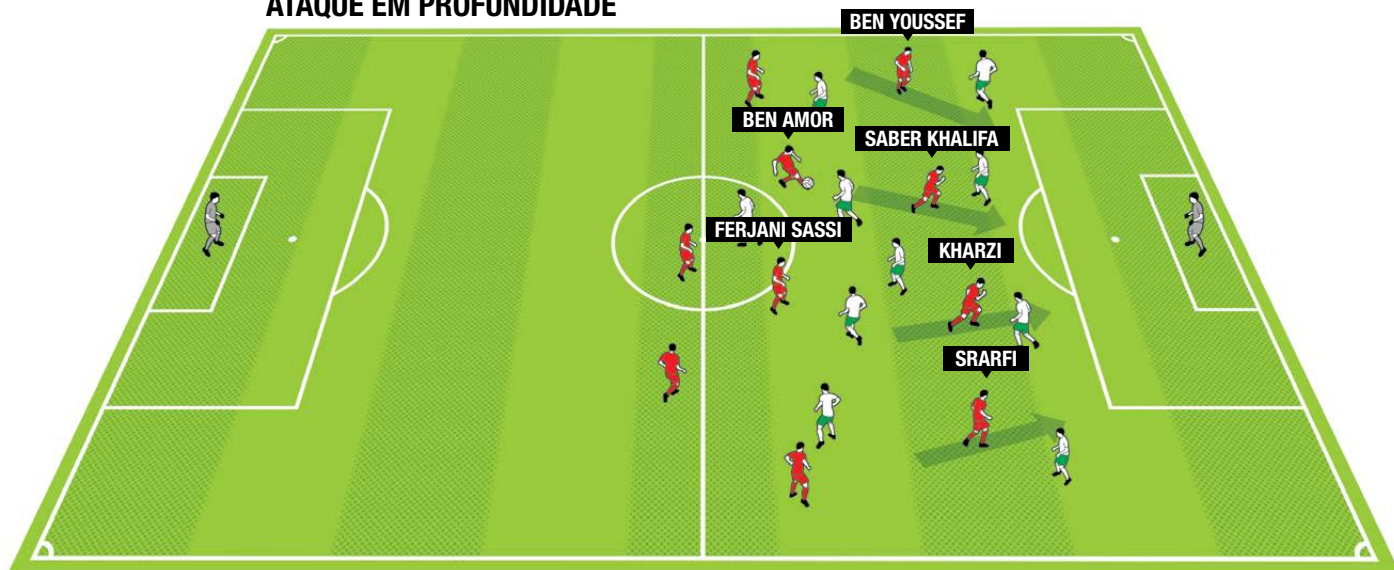 ATAQUE EM PROFUNDIDADE
BEN YOUSSEF
BEN AMOR
SABER KHALIFA
FERJANI SASSI
KHARZI
SRARFI